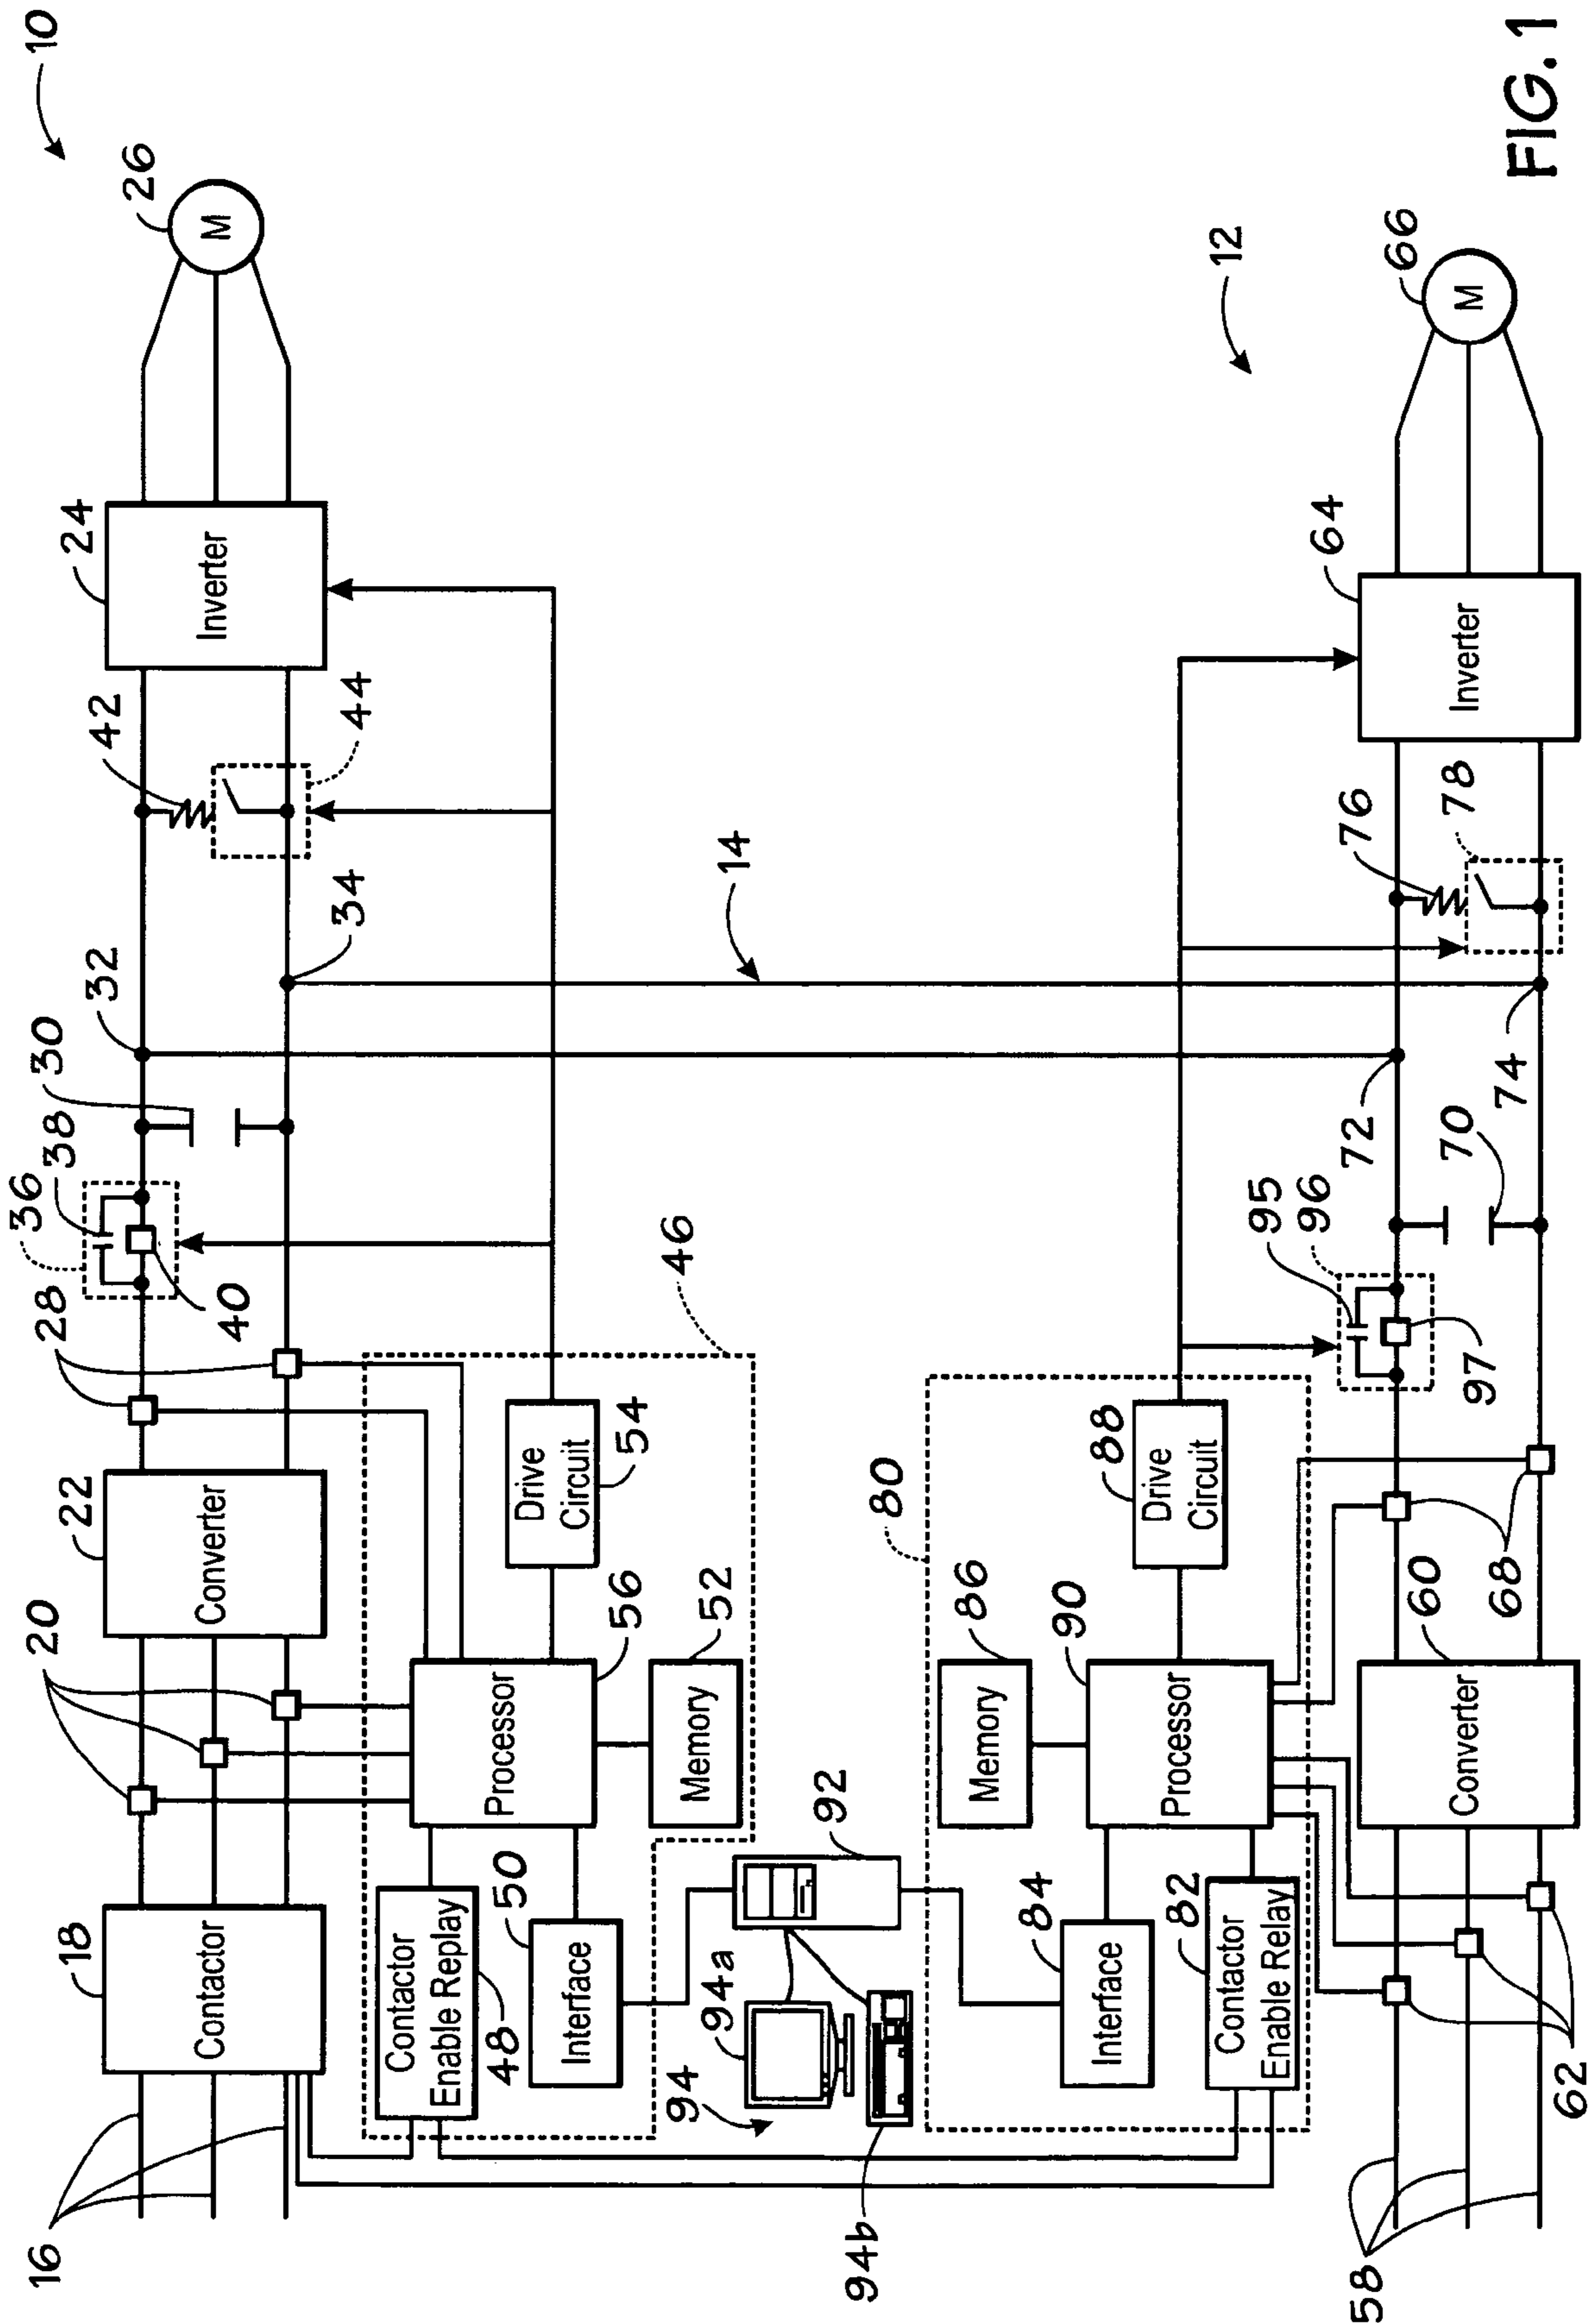 10
26
M
24
Inverter
42
44
32
34
14
30
38
36
40
28
46
22
Converter
20
Drive
Circuit
54
56
Processor
52
Memory
18
Contactor
Contactor
Enable Replay
48
50
Interface
16
92
94a
94
94b
12
66
M
64
Inverter
76
78
72
74
70
95
96
97
80
88
Drive
Circuit
86
Memory
90
Processor
60
Converter
68
84
Interface
82
Contactor
Enable Relay
62
58
FIG. 1